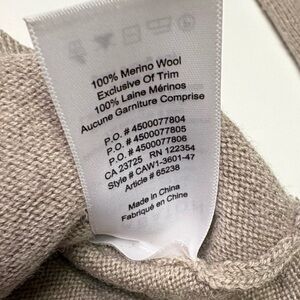 100% Merino Wool
Exclusive Of Trim
100% Laine Mérinos
Aucune Garniture Comprise
P.O. # 4500077804
P.O. # 4500077805
P.O. # 4500077806
CA 23725 RN 122354
Style # CAW1-3601-47
Article # 65238
Made in China
Fabriqué en Chine